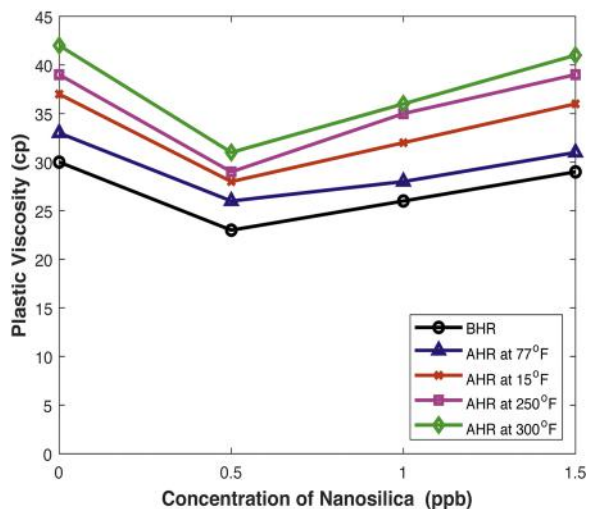 45
40
35
30
25
20
15
10
5
0
Plastic Viscosity (cp)
0 0.5 1 1.5
Concentration of Nanosilica (ppb)
BHR
AHR at 77°F
AHR at 15°F
AHR at 250°F
AHR at 300°F